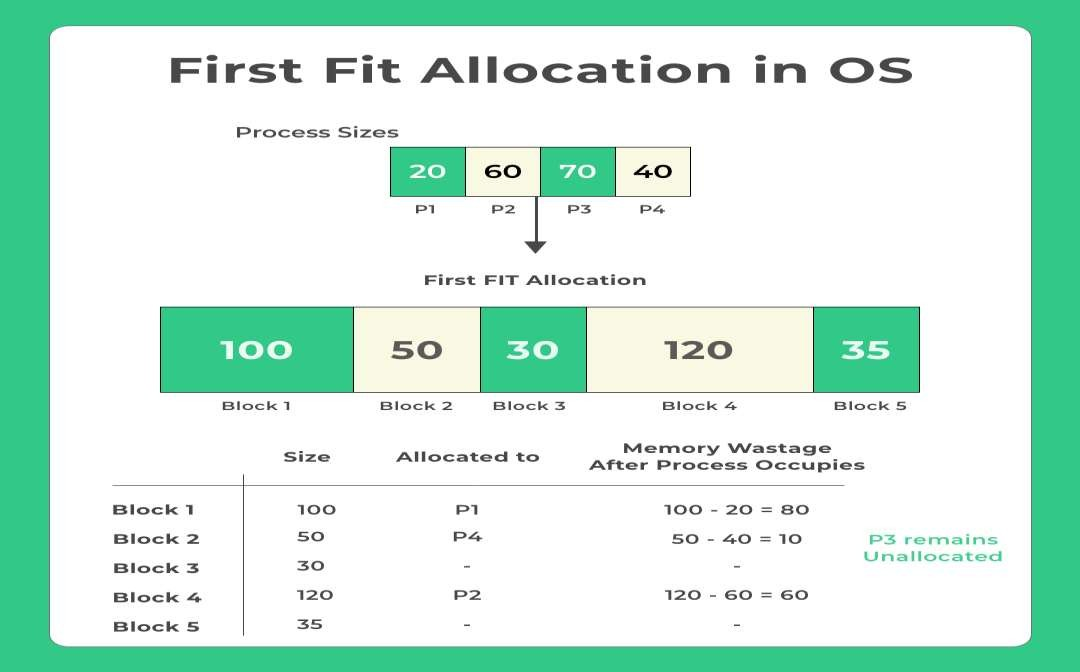 First Fit Allocation in OS
Process Sizes
20 60 70 40
P1 P2 P3 P4
First FIT Allocation
100 50 30 120 35
Block 1 Block 2 Block 3 Block 4 Block 5
Size Allocated to Memory Wastage
After Process Occupies
Block 1 100 P1 100 - 20 = 80
Block 2 50 P4 50 - 40 = 10
Block 3 30 - -
Block 4 120 P2 120 - 60 = 60
Block 5 35 - -
P3 remains
Unallocated